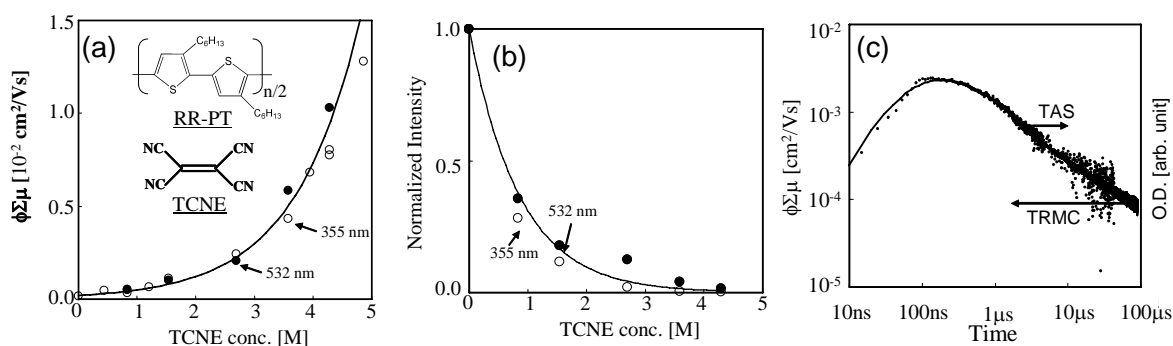 (a)
ϕΣμ [10⁻² cm²/Vs]
1.5
1.0
0.5
0.0
C₆H₁₃
S
S
n/2
C₆H₁₃
RR-PT
NC
CN
NC
CN
TCNE
355 nm
532 nm
0 1 2 3 4 5
TCNE conc. [M]
(b)
Normalized Intensity
1.0
0.5
0
532 nm
355 nm
0 1 2 3 4 5
TCNE conc. [M]
(c)
ϕΣμ [cm²/Vs]
10⁻²
10⁻³
10⁻⁴
10⁻⁵
TAS
TRMC
O.D. [arb. unit]
10ns 100ns 1μs 10μs 100μs
Time